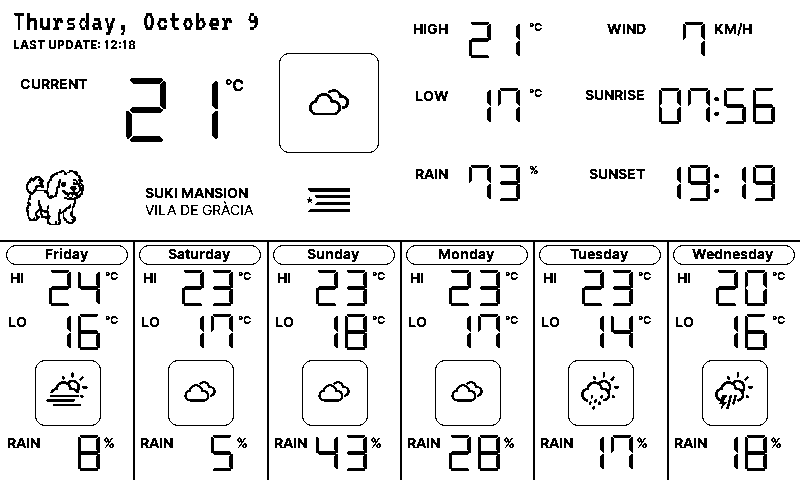 Thursday, October 9
LAST UPDATE: 12:18
CURRENT 21 °C
HIGH 21 °C
WIND 7 KM/H
LOW 17 °C
SUNRISE 07:56
RAIN 73 %
SUNSET 19:19
SUKI MANSION
VILA DE GRÀCIA
Friday
HI 24 °C
LO 16 °C
RAIN 8 %
Saturday
HI 23 °C
LO 17 °C
RAIN 5 %
Sunday
HI 23 °C
LO 18 °C
RAIN 43 %
Monday
HI 23 °C
LO 17 °C
RAIN 28 %
Tuesday
HI 23 °C
LO 14 °C
RAIN 17 %
Wednesday
HI 20 °C
LO 16 °C
RAIN 18 %